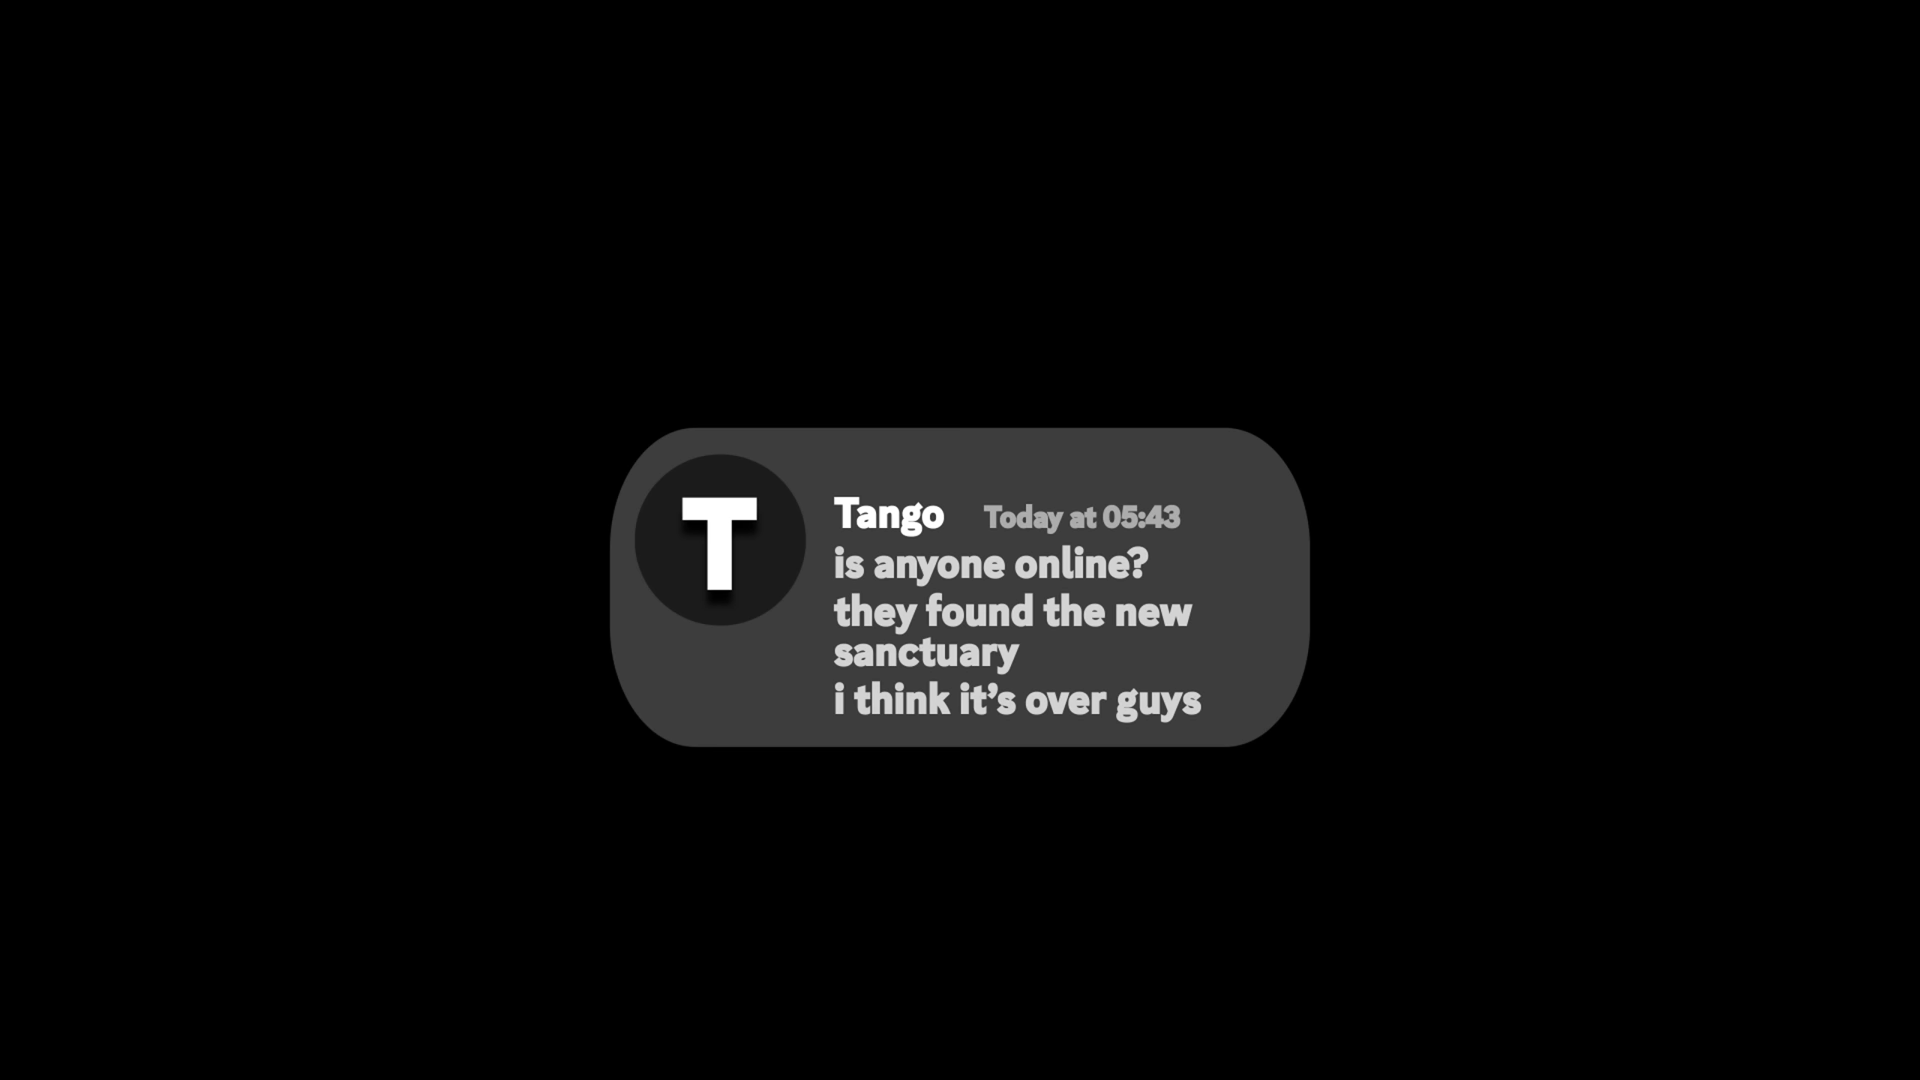 T
Tango Today at 05:43
is anyone online?
they found the new
sanctuary
i think it’s over guys